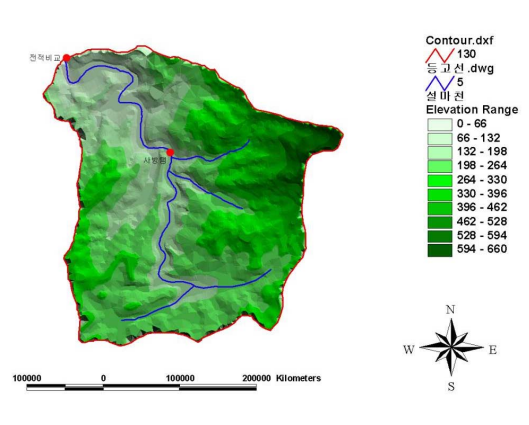 전적비교
사방댐
Contour.dxf
130
등고선.dwg
5
설마천
Elevation Range
0 - 66
66 - 132
132 - 198
198 - 264
264 - 330
330 - 396
396 - 462
462 - 528
528 - 594
594 - 660
N
W E
S
100000 0 100000 200000 Kilometers